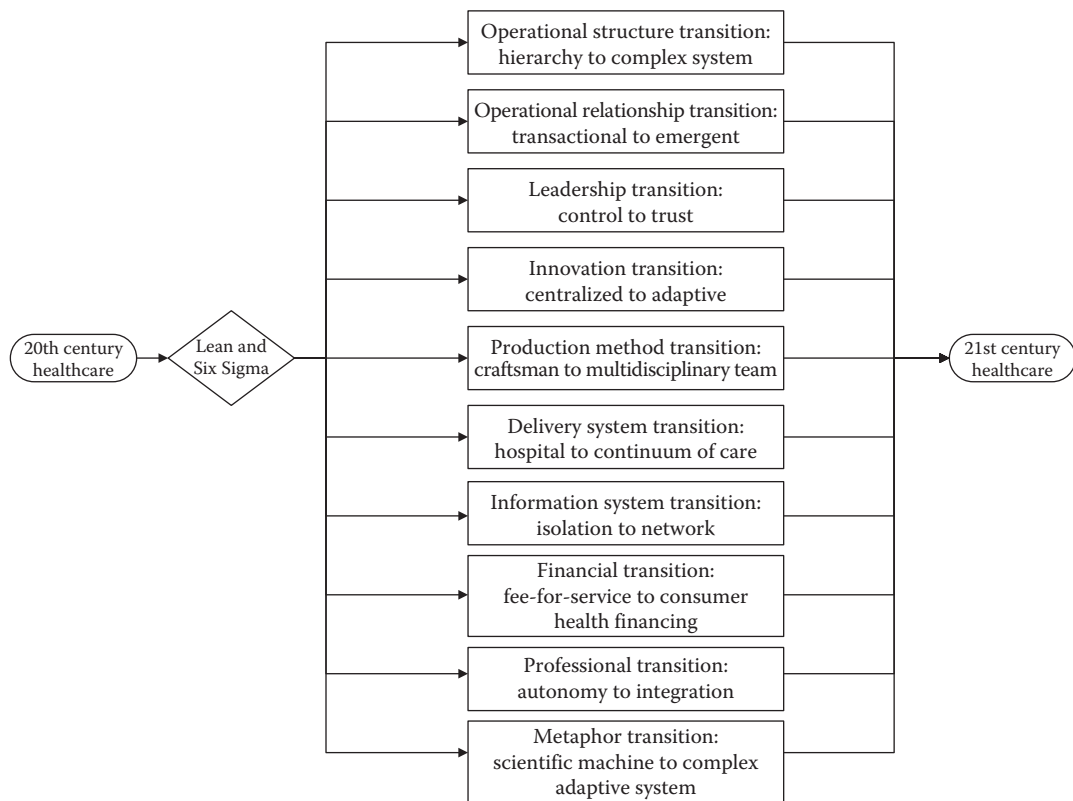 20th century
healthcare
Lean and
Six Sigma
Operational structure transition:
hierarchy to complex system
Operational relationship transition:
transactional to emergent
Leadership transition:
control to trust
Innovation transition:
centralized to adaptive
Production method transition:
craftsman to multidisciplinary team
Delivery system transition:
hospital to continuum of care
Information system transition:
isolation to network
Financial transition:
fee-for-service to consumer
health financing
Professional transition:
autonomy to integration
Metaphor transition:
scientific machine to complex
adaptive system
21st century
healthcare